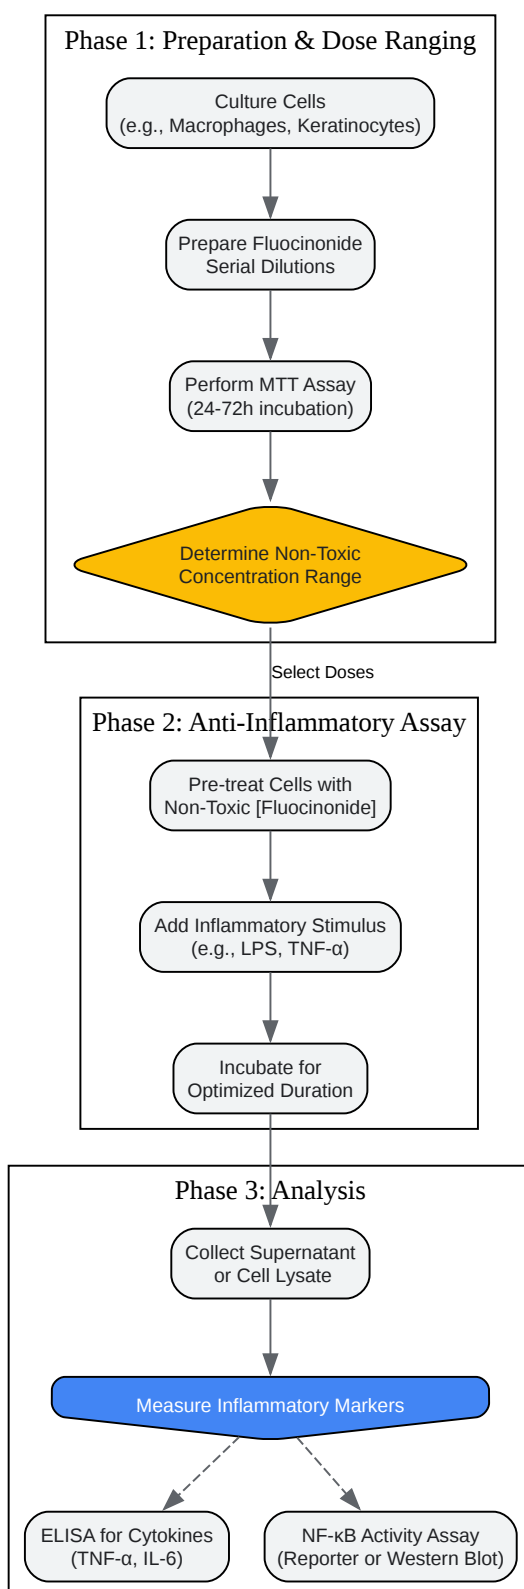 Phase 1: Preparation & Dose Ranging
Culture Cells
(e.g., Macrophages, Keratinocytes)
Prepare Fluocinonide
Serial Dilutions
Perform MTT Assay
(24-72h incubation)
Determine Non-Toxic
Concentration Range
Select Doses
Phase 2: Anti-Inflammatory Assay
Pre-treat Cells with
Non-Toxic [Fluocinonide]
Add Inflammatory Stimulus
(e.g., LPS, TNF-α)
Incubate for
Optimized Duration
Phase 3: Analysis
Collect Supernatant
or Cell Lysate
Measure Inflammatory Markers
ELISA for Cytokines
(TNF-α, IL-6)
NF-κB Activity Assay
(Reporter or Western Blot)